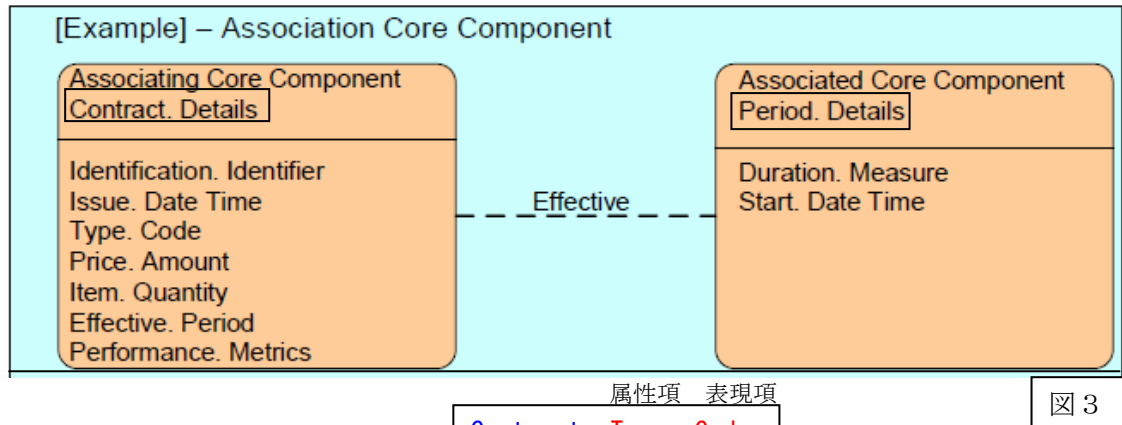 [Example] – Association Core Component
Associating Core Component
Contract. Details
Identification. Identifier
Issue. Date Time
Type. Code
Price. Amount
Item. Quantity
Effective. Period
Performance. Metrics
Effective
Associated Core Component
Period. Details
Duration. Measure
Start. Date Time
属性項 表現項
図3